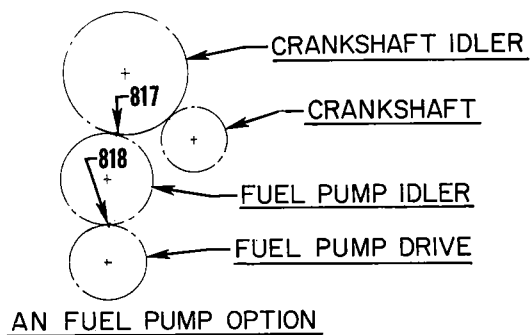 CRANKSHAFT IDLER
817
CRANKSHAFT
818
FUEL PUMP IDLER
FUEL PUMP DRIVE
AN FUEL PUMP OPTION